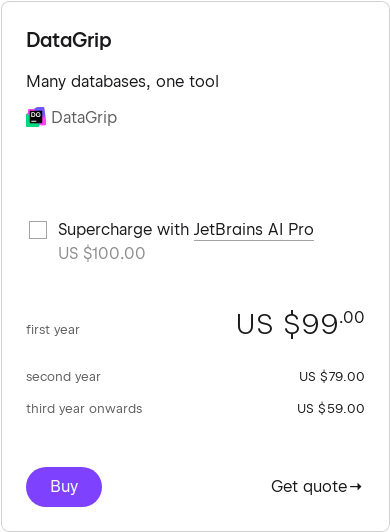 DataGrip
Many databases, one tool
DG DataGrip
Supercharge with JetBrains AI Pro
US $100.00
first year US $99.00
second year US $79.00
third year onwards US $59.00
Buy Get quote→